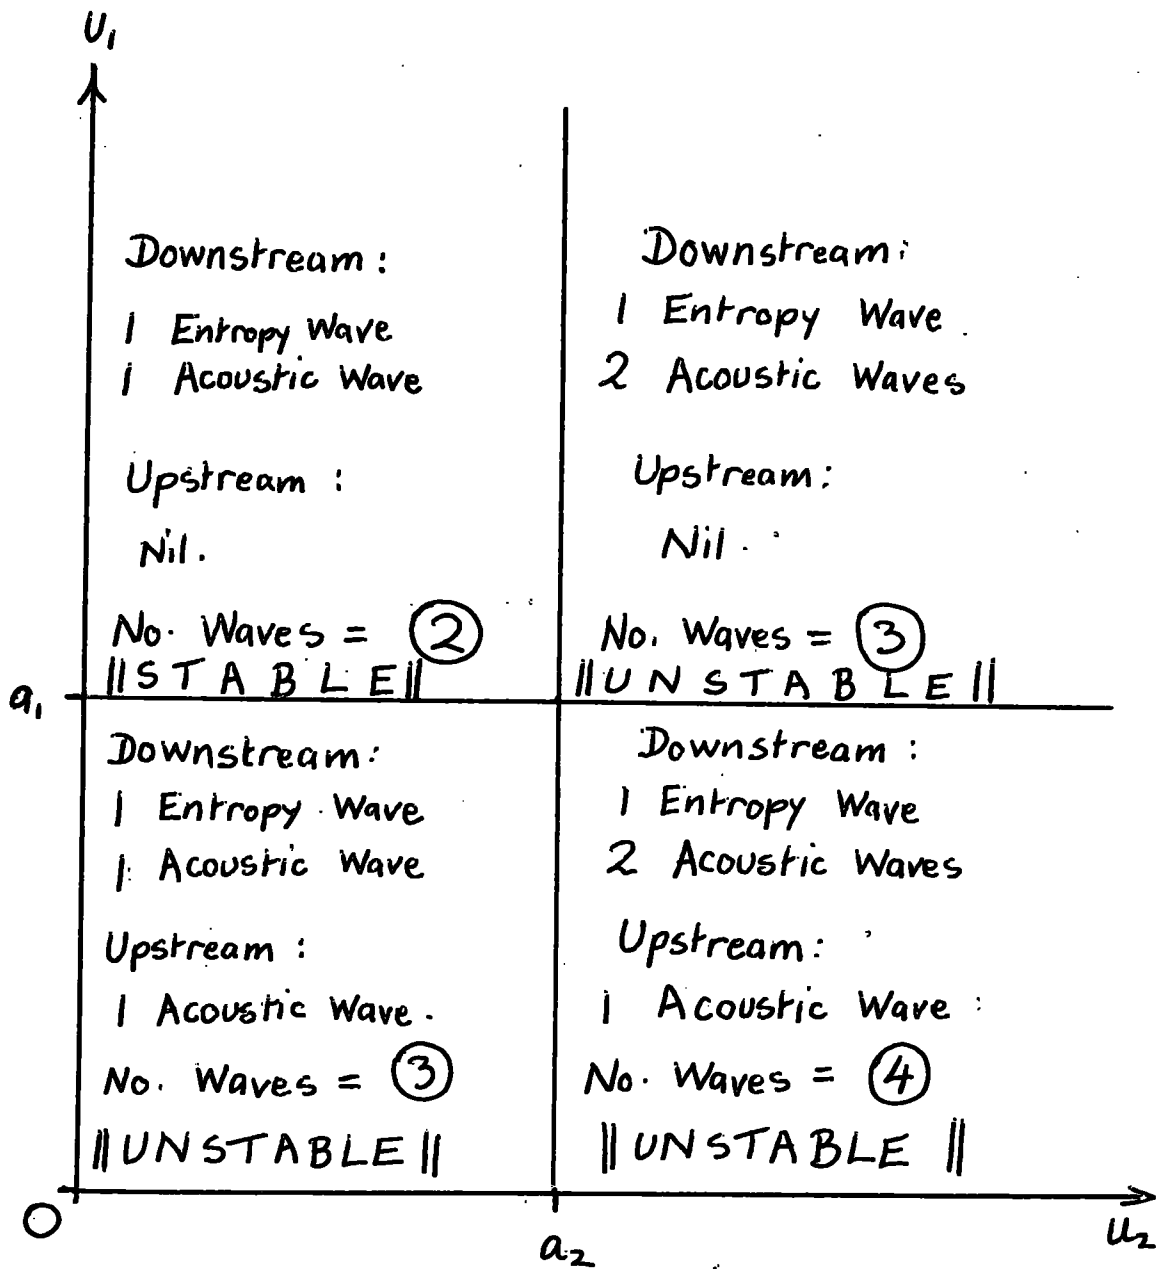 U₁
Downstream :
1 Entropy Wave
1 Acoustic Wave
Upstream :
Nil.
No. Waves = ②
||STABLE||
Downstream:
1 Entropy Wave
2 Acoustic Waves
Upstream:
Nil.
No. Waves = ③
||UNSTABLE||
a₁
Downstream:
1 Entropy Wave
1 Acoustic Wave
Upstream :
1 Acoustic Wave.
No. Waves = ③
||UNSTABLE||
Downstream :
1 Entropy Wave
2 Acoustic Waves
Upstream:
1 Acoustic Wave
No. Waves = ④
||UNSTABLE||
O
a₂
U₂